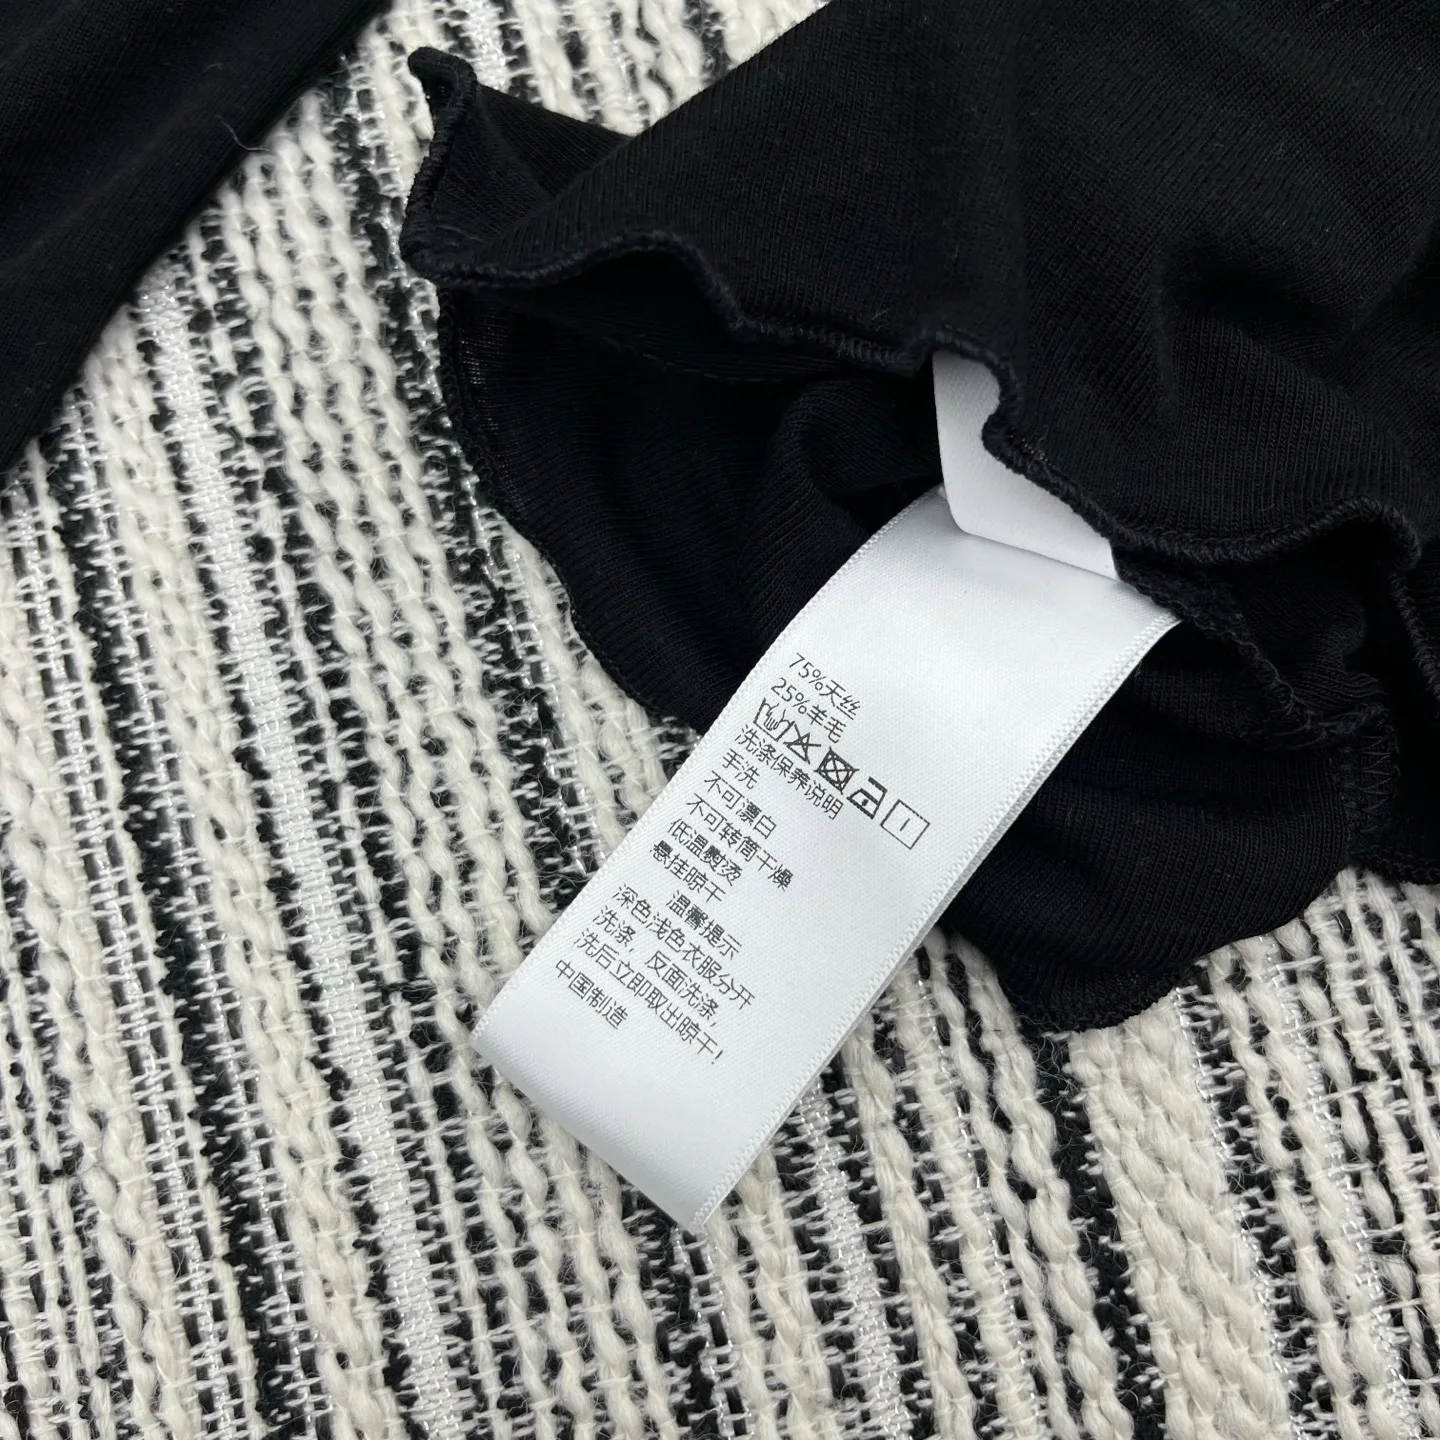 75%天丝
25%羊毛
洗涤保养说明
手洗
不可漂白
不可转筒干燥
低温熨烫
悬挂晾干
温馨提示
深色浅色衣服分开
洗涤，反面洗涤，
洗后立即取出晾干！
中国制造